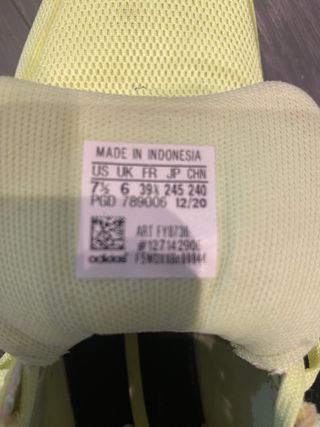 MADE IN INDONESIA
US UK FR JP CHN
7½ 6 39⅓ 245 240
PGD 789006 12/20
ART FY8736
#127142906
adidas